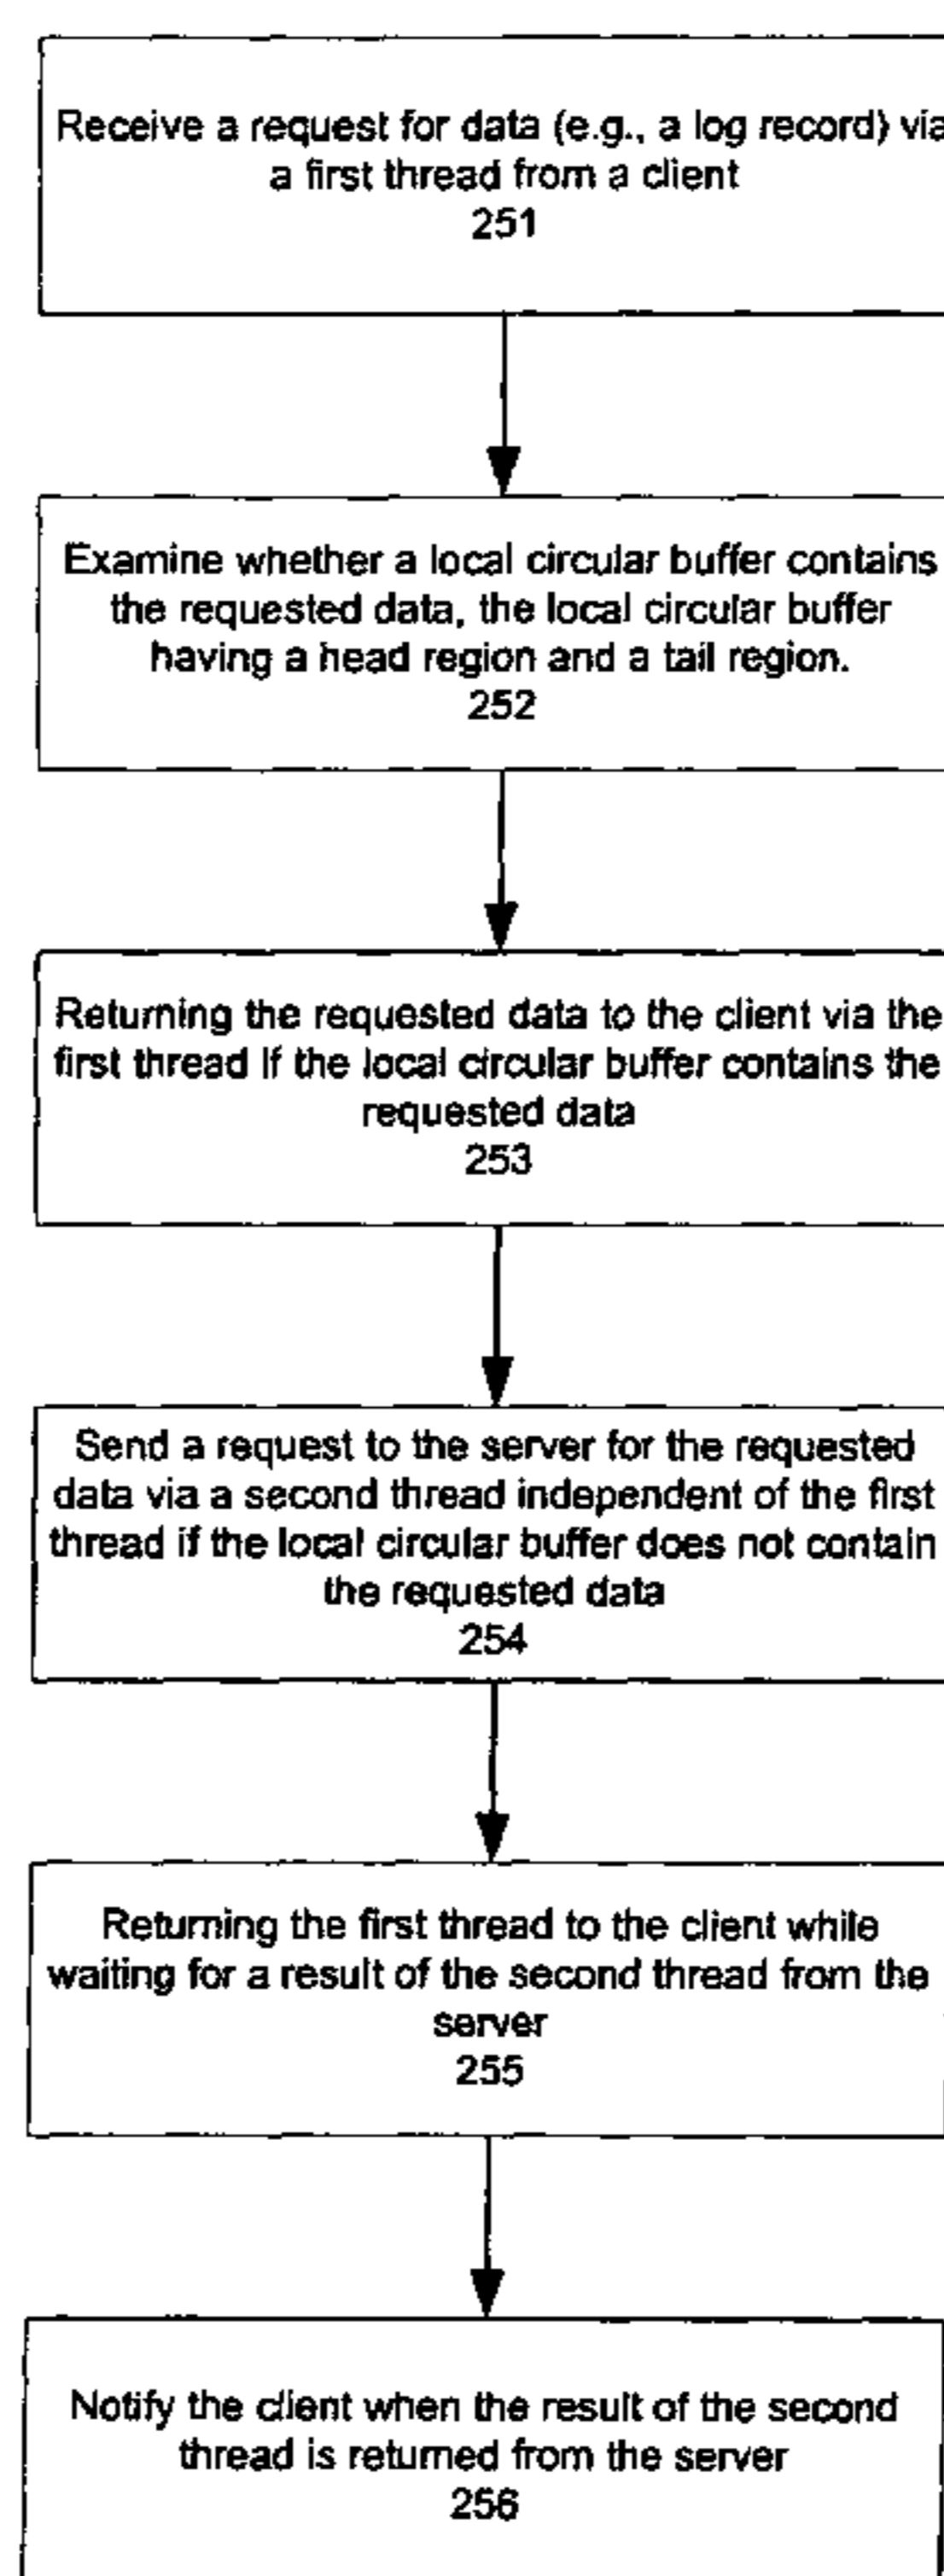 Receive a request for data (e.g., a log record) via
a first thread from a client
251
Examine whether a local circular buffer contains
the requested data, the local circular buffer
having a head region and a tail region.
252
Returning the requested data to the client via the
first thread if the local circular buffer contains the
requested data
253
Send a request to the server for the requested
data via a second thread independent of the first
thread if the local circular buffer does not contain
the requested data
254
Returning the first thread to the client while
waiting for a result of the second thread from the
server
255
Notify the client when the result of the second
thread is returned from the server
256